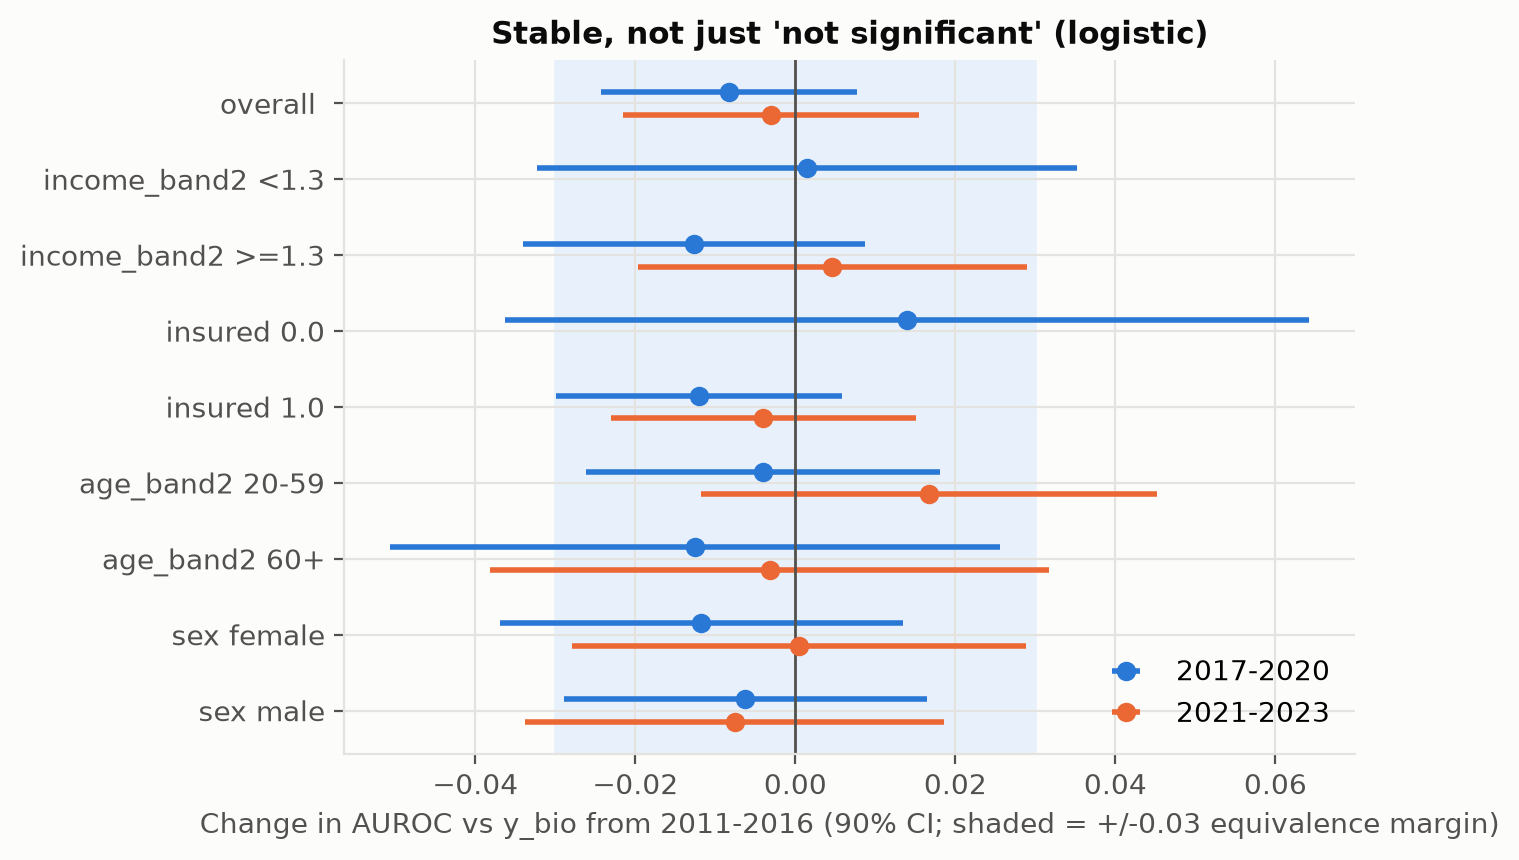 Stable, not just 'not significant' (logistic)
overall
income_band2 <1.3
income_band2 >=1.3
insured 0.0
insured 1.0
age_band2 20-59
age_band2 60+
sex female
sex male
2017-2020
2021-2023
−0.04 −0.02 0.00 0.02 0.04 0.06
Change in AUROC vs y_bio from 2011-2016 (90% CI; shaded = +/-0.03 equivalence margin)